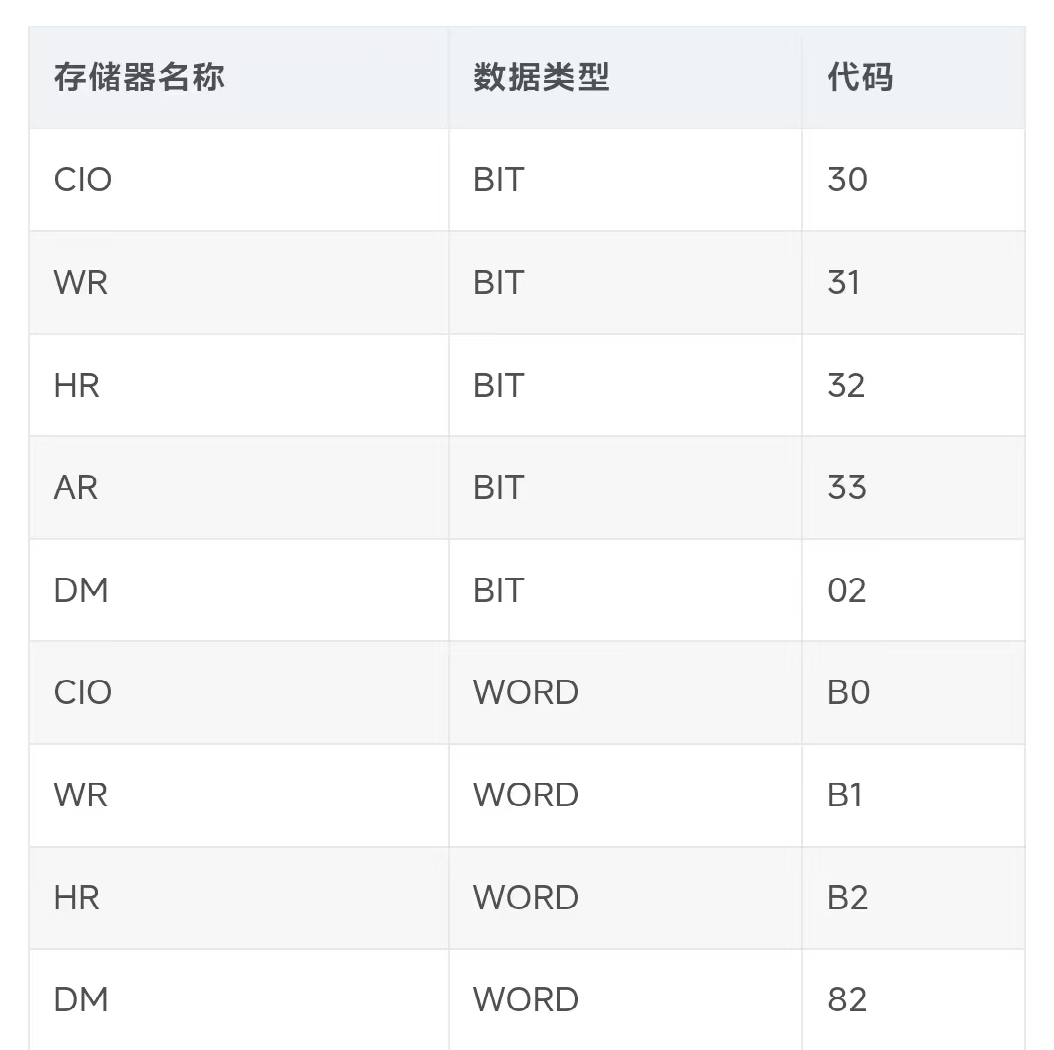 存储器名称 数据类型 代码
CIO BIT 30
WR BIT 31
HR BIT 32
AR BIT 33
DM BIT 02
CIO WORD B0
WR WORD B1
HR WORD B2
DM WORD 82